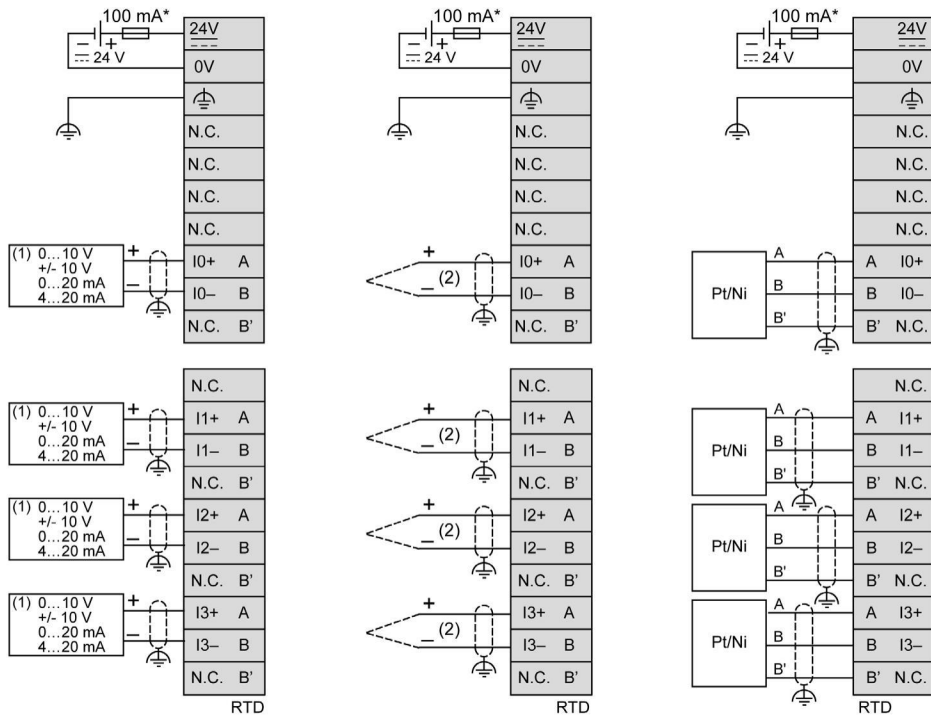 100 mA*
24V
24 V
0V
N.C.
N.C.
N.C.
N.C.
(1) 0...10 V
+/- 10 V
0...20 mA
4...20 mA
+
–
I0+ A
I0– B
N.C. B'
N.C.
(1) 0...10 V
+/- 10 V
0...20 mA
4...20 mA
+
–
I1+ A
I1– B
N.C. B'
(1) 0...10 V
+/- 10 V
0...20 mA
4...20 mA
+
–
I2+ A
I2– B
N.C. B'
(1) 0...10 V
+/- 10 V
0...20 mA
4...20 mA
+
–
I3+ A
I3– B
N.C. B'
RTD
100 mA*
24V
24 V
0V
N.C.
N.C.
N.C.
N.C.
+
– (2)
I0+ A
I0– B
N.C. B'
N.C.
+
– (2)
I1+ A
I1– B
N.C. B'
+
– (2)
I2+ A
I2– B
N.C. B'
+
– (2)
I3+ A
I3– B
N.C. B'
RTD
100 mA*
24V
24 V
0V
N.C.
N.C.
N.C.
N.C.
Pt/Ni
A
B
B'
A I0+
B I0–
B' N.C.
N.C.
Pt/Ni
A
B
B'
A I1+
B I1–
B' N.C.
Pt/Ni
A
B
B'
A I2+
B I2–
B' N.C.
Pt/Ni
A
B
B'
A I3+
B I3–
B' N.C.
RTD